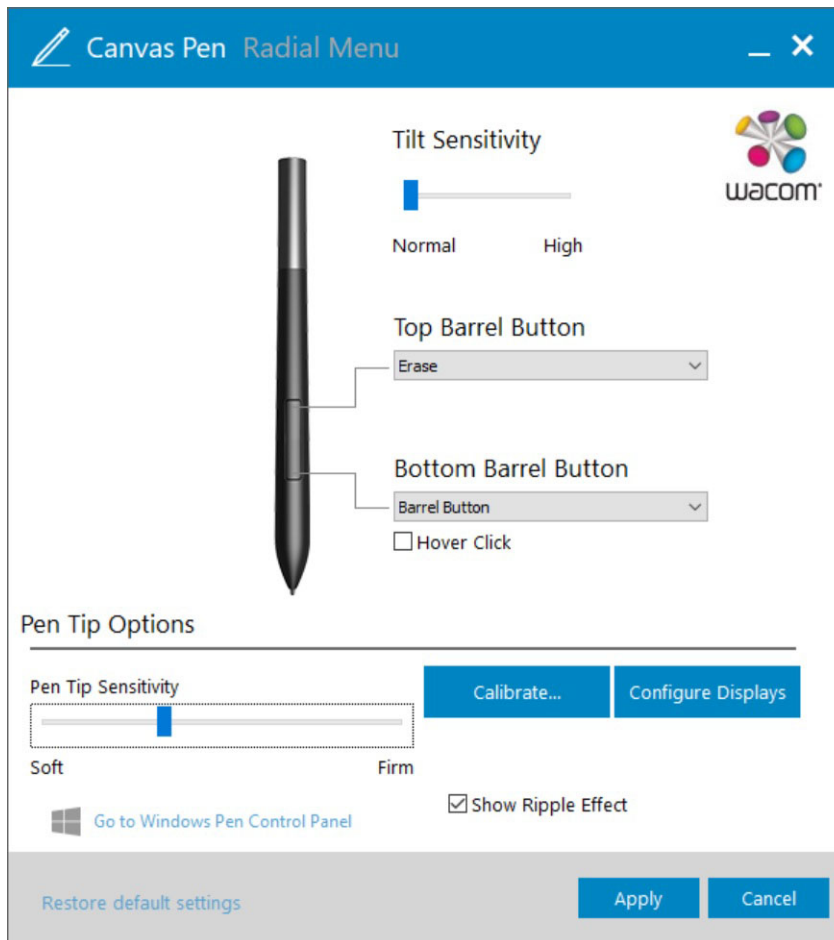 Canvas Pen Radial Menu
Tilt Sensitivity
wacom
Normal High
Top Barrel Button
Erase
Bottom Barrel Button
Barrel Button
Hover Click
Pen Tip Options
Pen Tip Sensitivity
Calibrate... Configure Displays
Soft Firm
Show Ripple Effect
Go to Windows Pen Control Panel
Restore default settings
Apply Cancel